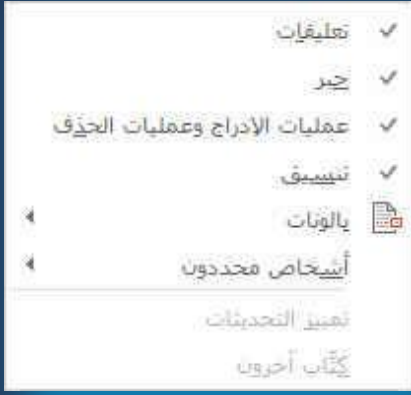 تعليقات
حبر
عمليات الإدراج وعمليات الحذف
تنسيق
بالونات
أشخاص محددون
تمييز التحديثات
كتّاب آخرون